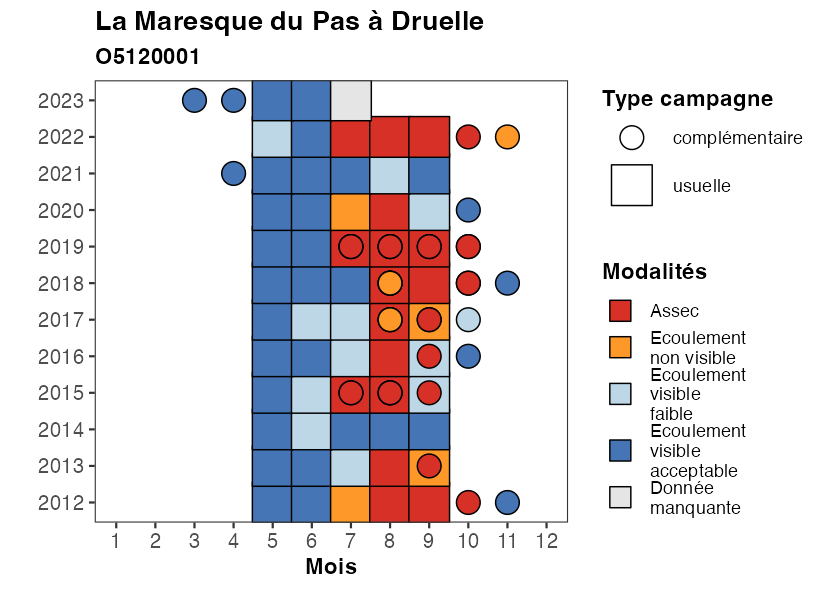 La Maresque du Pas à Druelle
O5120001
2023
2022
2021
2020
2019
2018
2017
2016
2015
2014
2013
2012
1 2 3 4 5 6 7 8 9 10 11 12
Mois
Type campagne
complémentaire
usuelle
Modalités
Assec
Ecoulement
non visible
Ecoulement
visible
faible
Ecoulement
visible
acceptable
Donnée
manquante